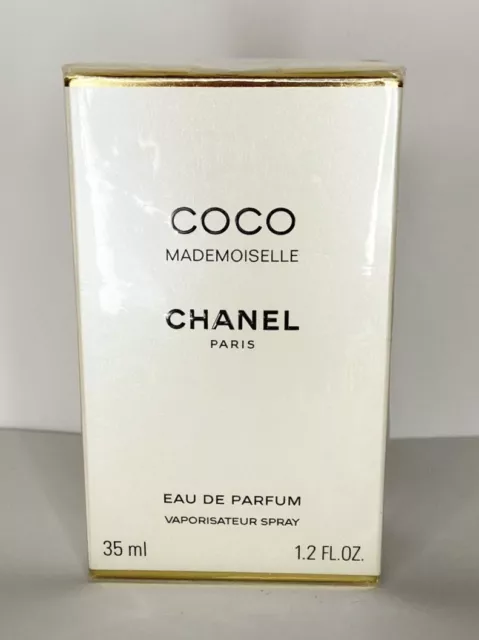 COCO
MADEMOISELLE
CHANEL
PARIS
EAU DE PARFUM
VAPORISATEUR SPRAY
35 ml 1.2 FL.OZ.